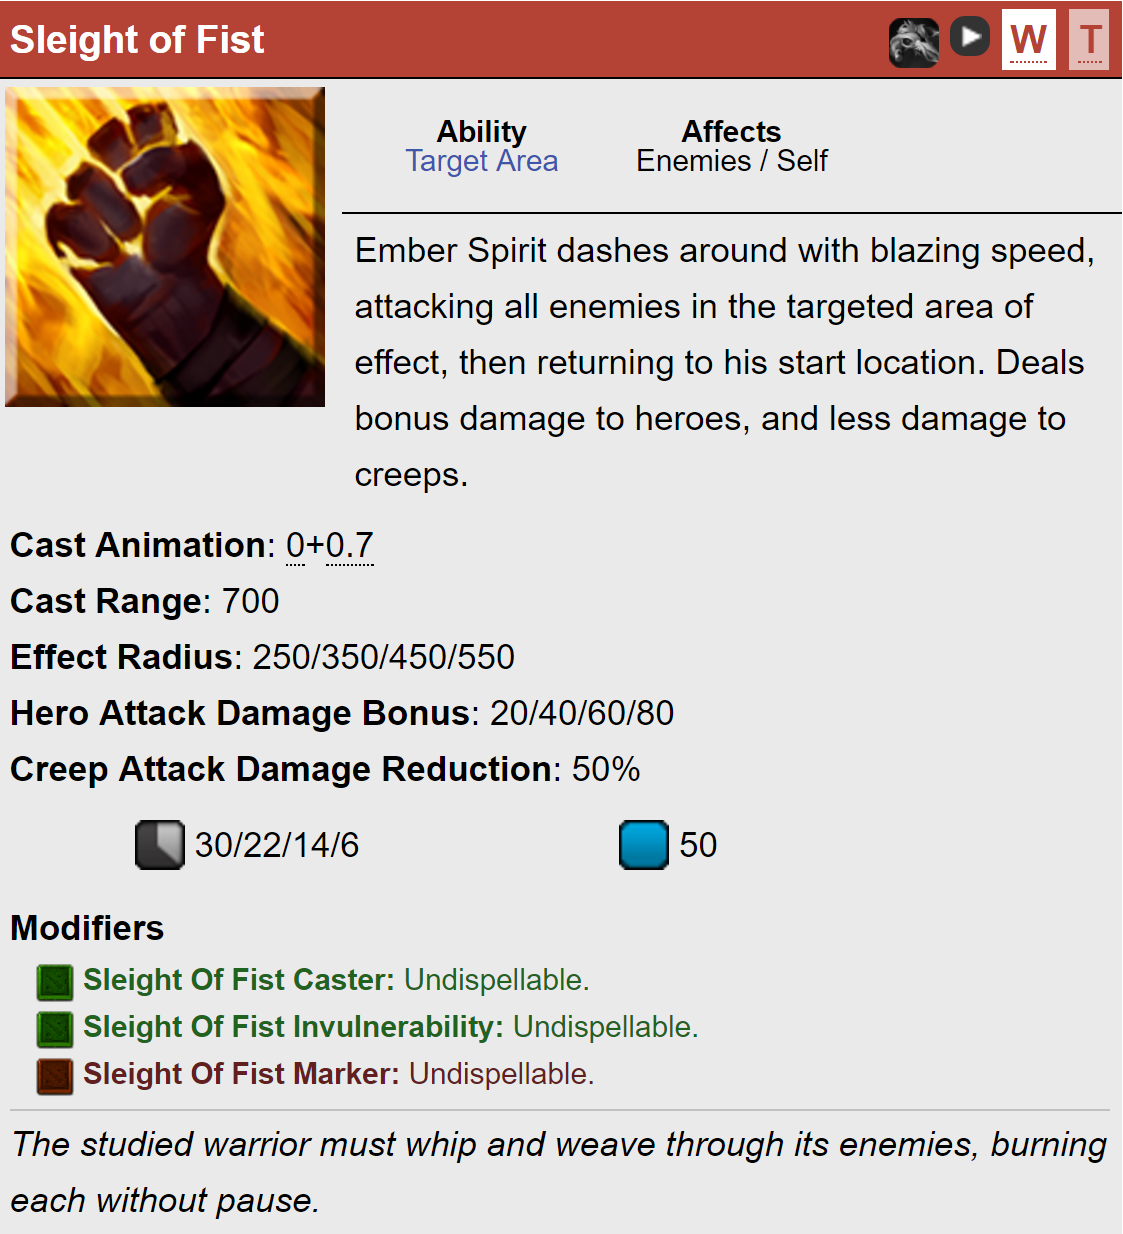 Sleight of Fist W T
Ability Affects
Target Area Enemies / Self
Ember Spirit dashes around with blazing speed,
attacking all enemies in the targeted area of
effect, then returning to his start location. Deals
bonus damage to heroes, and less damage to
creeps.
Cast Animation: 0+0.7
Cast Range: 700
Effect Radius: 250/350/450/550
Hero Attack Damage Bonus: 20/40/60/80
Creep Attack Damage Reduction: 50%
30/22/14/6 50
Modifiers
Sleight Of Fist Caster: Undispellable.
Sleight Of Fist Invulnerability: Undispellable.
Sleight Of Fist Marker: Undispellable.
The studied warrior must whip and weave through its enemies, burning
each without pause.